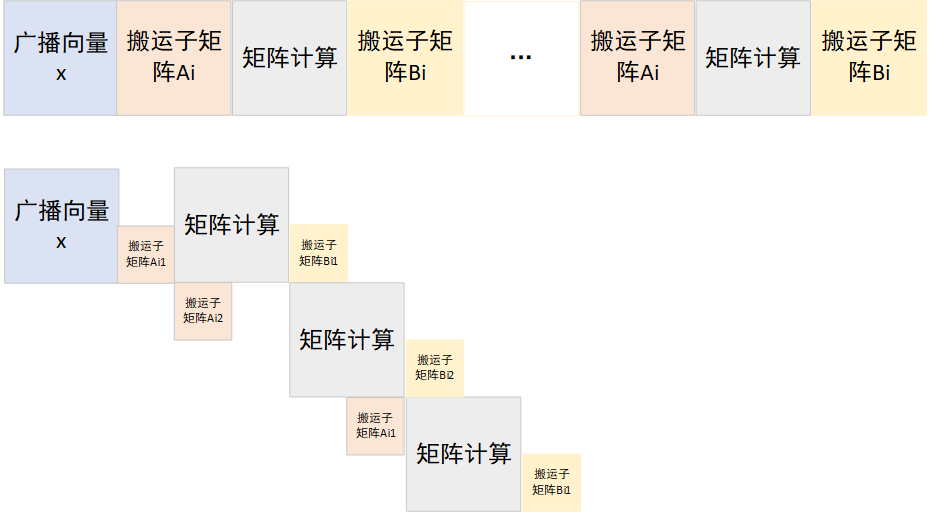 广播向量
x
搬运子矩
阵Ai
矩阵计算
搬运子矩
阵Bi
...
搬运子矩
阵Ai
矩阵计算
搬运子矩
阵Bi
广播向量
x
搬运子
矩阵Ai1
矩阵计算
搬运子
矩阵Bi1
搬运子
矩阵Ai2
矩阵计算
搬运子
矩阵Bi2
搬运子
矩阵Ai1
矩阵计算
搬运子
矩阵Bi1